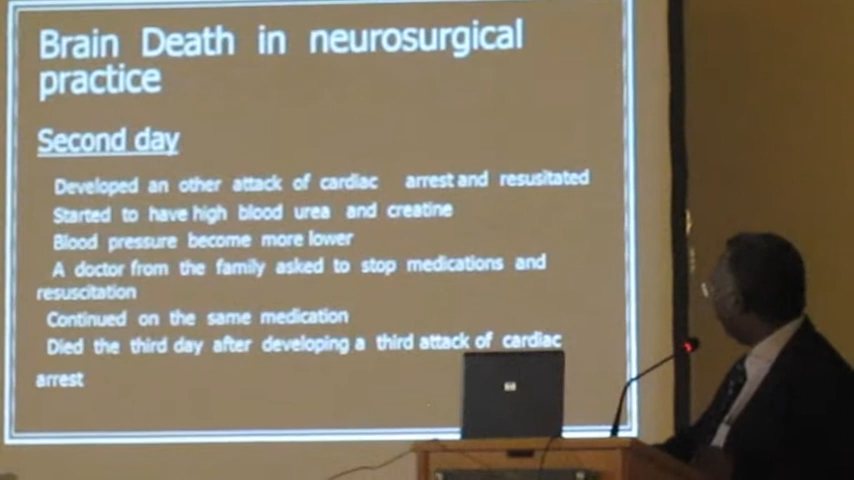 Brain Death in neurosurgical
practice
Second day
Developed an other attack of cardiac arrest and resusitated
Started to have high blood urea and creatine
Blood pressure become more lower
A doctor from the family asked to stop medications and
resuscitation
Continued on the same medication
Died the third day after developing a third attack of cardiac
arrest